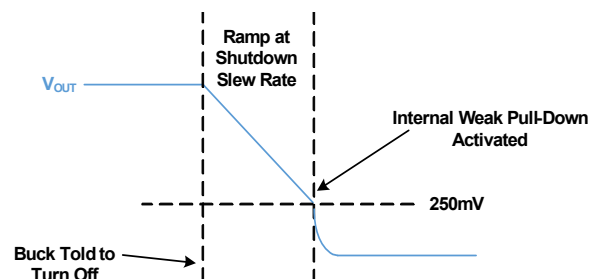 Ramp at
Shutdown
Slew Rate
VOUT
Internal Weak Pull-Down
Activated
250mV
Buck Told to
Turn Off